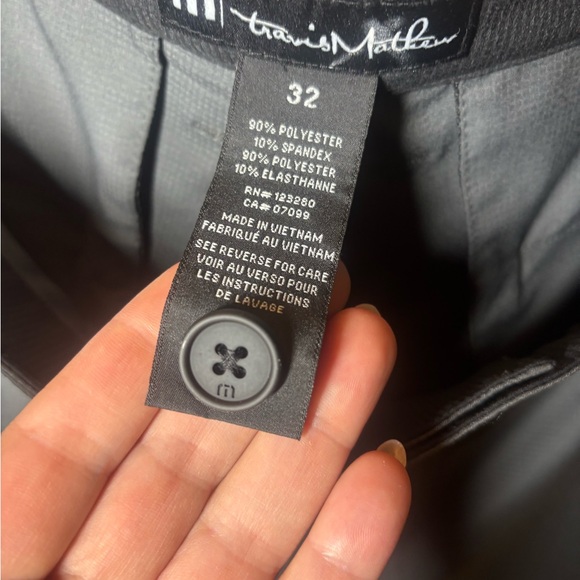 travisMathew
32
90% POLYESTER
10% SPANDEX
90% POLYESTER
10% ELASTHANNE
RN# 123260
CA# 07099
MADE IN VIETNAM
FABRIQUÉ AU VIETNAM
SEE REVERSE FOR CARE
VOIR AU VERSO POUR
LES INSTRUCTIONS
DE LAVAGE